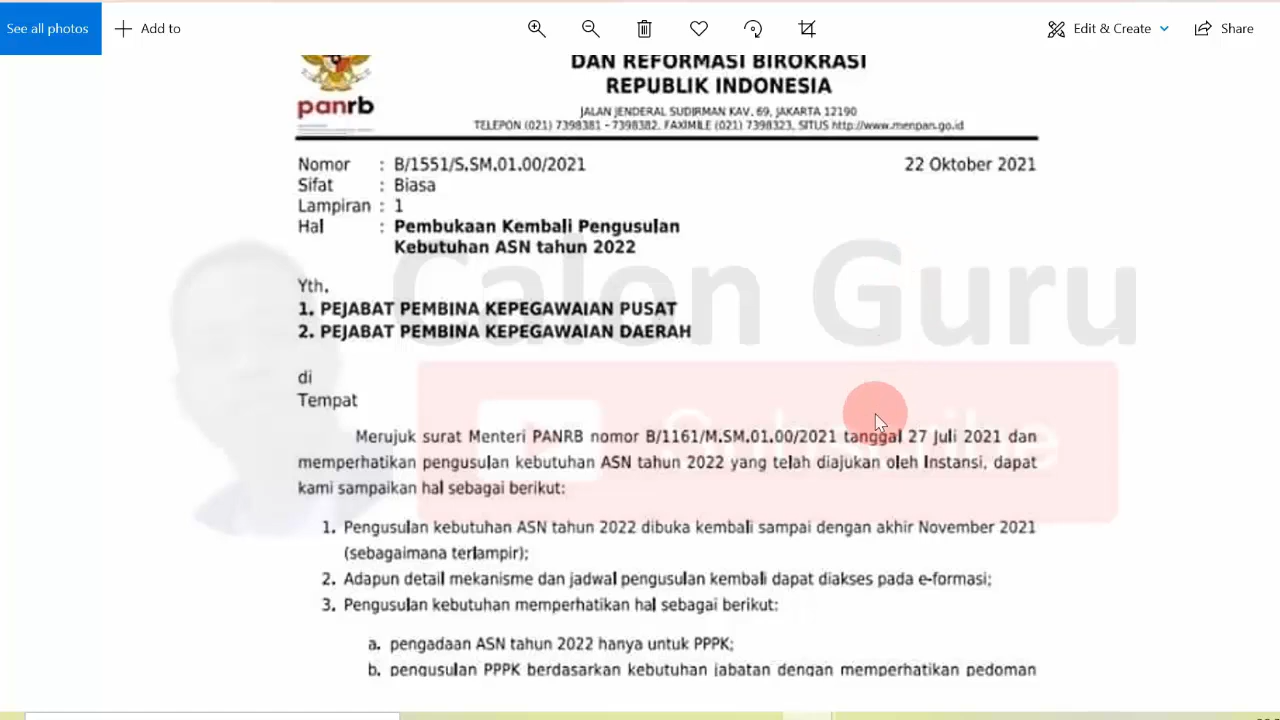 See all photos
Add to
Edit & Create
Share
DAN REFORMASI BIROKRASI
REPUBLIK INDONESIA
panrb
JALAN JENDERAL SUDIRMAN KAV. 69, JAKARTA 12190
TELEPON (021) 7398381 - 7398382, FAXIMILE (021) 7398323, SITUS http://www.menpan.go.id
Nomor : B/1551/S.SM.01.00/2021 22 Oktober 2021
Sifat : Biasa
Lampiran : 1
Hal : Pembukaan Kembali Pengusulan
Kebutuhan ASN tahun 2022
Calon Guru
Yth.
1. PEJABAT PEMBINA KEPEGAWAIAN PUSAT
2. PEJABAT PEMBINA KEPEGAWAIAN DAERAH
di
Tempat
Subscribe
Merujuk surat Menteri PANRB nomor B/1161/M.SM.01.00/2021 tanggal 27 Juli 2021 dan
memperhatikan pengusulan kebutuhan ASN tahun 2022 yang telah diajukan oleh Instansi, dapat
kami sampaikan hal sebagai berikut:
1. Pengusulan kebutuhan ASN tahun 2022 dibuka kembali sampai dengan akhir November 2021
(sebagaimana terlampir);
2. Adapun detail mekanisme dan jadwal pengusulan kembali dapat diakses pada e-formasi;
3. Pengusulan kebutuhan memperhatikan hal sebagai berikut:
a. pengadaan ASN tahun 2022 hanya untuk PPPK;
b. pengusulan PPPK berdasarkan kebutuhan jabatan dengan memperhatikan pedoman